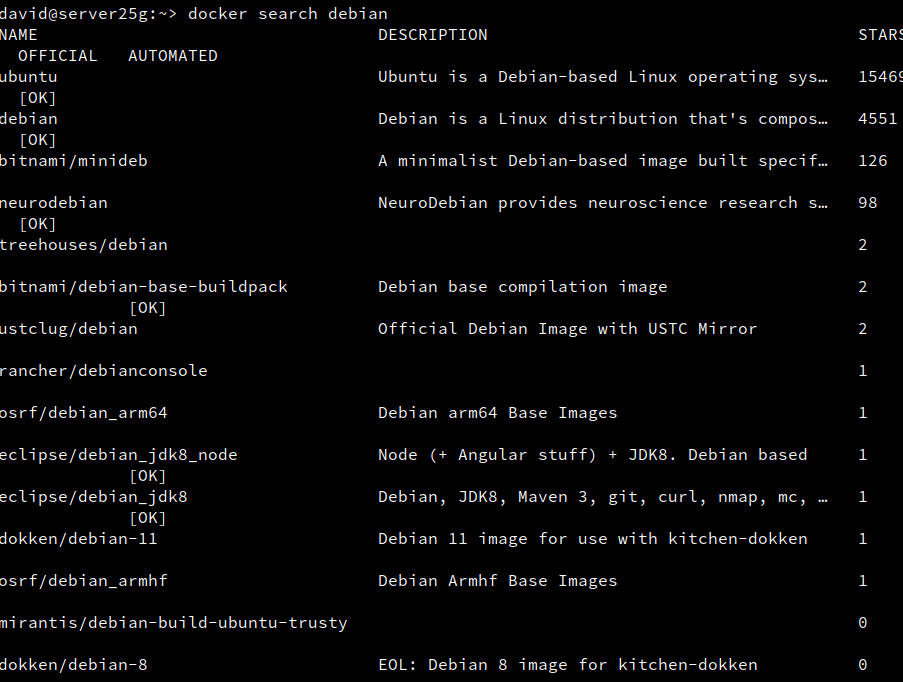 david@server25g:~> docker search debian
NAME DESCRIPTION STARS
OFFICIAL AUTOMATED
ubuntu Ubuntu is a Debian-based Linux operating sys… 15469
[OK]
debian Debian is a Linux distribution that's compos… 4551
[OK]
bitnami/minideb A minimalist Debian-based image built specif… 126
neurodebian NeuroDebian provides neuroscience research s… 98
[OK]
treehouses/debian 2
bitnami/debian-base-buildpack Debian base compilation image 2
[OK]
ustclug/debian Official Debian Image with USTC Mirror 2
rancher/debianconsole 1
osrf/debian_arm64 Debian arm64 Base Images 1
eclipse/debian_jdk8_node Node (+ Angular stuff) + JDK8. Debian based 1
[OK]
eclipse/debian_jdk8 Debian, JDK8, Maven 3, git, curl, nmap, mc, … 1
[OK]
dokken/debian-11 Debian 11 image for use with kitchen-dokken 1
osrf/debian_armhf Debian Armhf Base Images 1
mirantis/debian-build-ubuntu-trusty 0
dokken/debian-8 EOL: Debian 8 image for kitchen-dokken 0